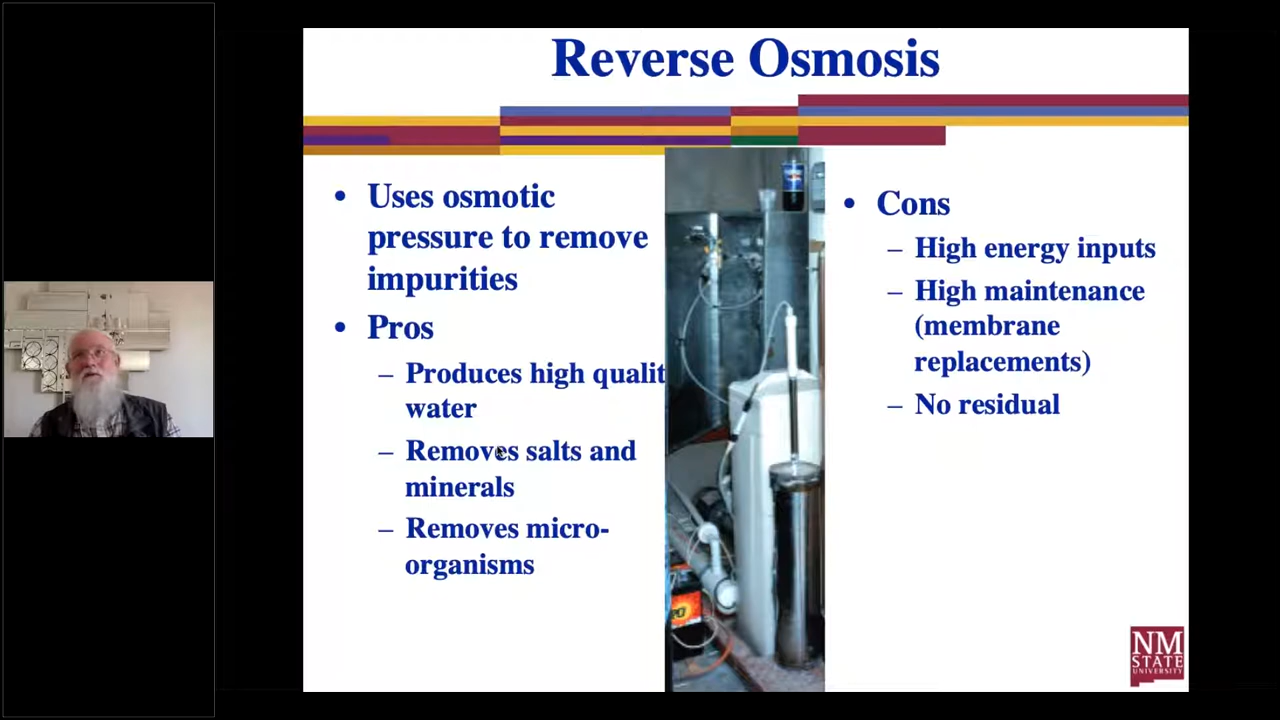 Reverse Osmosis
• Uses osmotic
pressure to remove
impurities
• Pros
– Produces high qualit
water
– Removes salts and
minerals
– Removes micro-
organisms
• Cons
– High energy inputs
– High maintenance
(membrane
replacements)
– No residual
NM
STATE
UNIVERSITY